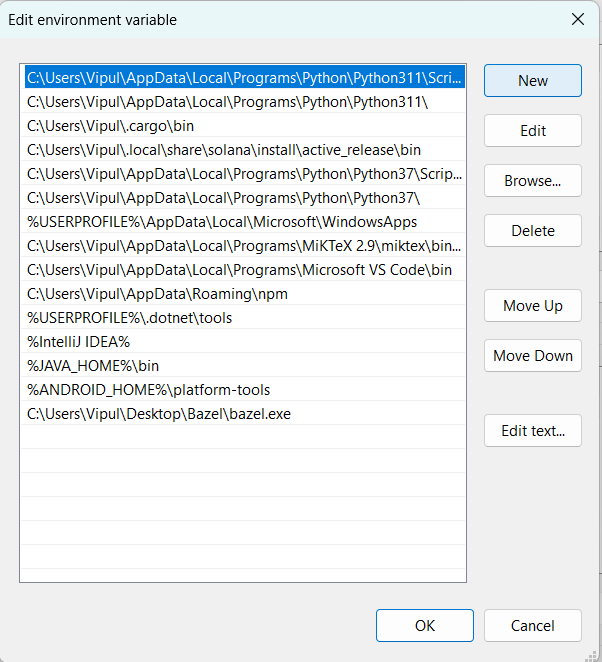 Edit environment variable
C:\Users\Vipul\AppData\Local\Programs\Python\Python311\Scri...
C:\Users\Vipul\AppData\Local\Programs\Python\Python311\
C:\Users\Vipul\.cargo\bin
C:\Users\Vipul\.local\share\solana\install\active_release\bin
C:\Users\Vipul\AppData\Local\Programs\Python\Python37\Scrip...
C:\Users\Vipul\AppData\Local\Programs\Python\Python37\
%USERPROFILE%\AppData\Local\Microsoft\WindowsApps
C:\Users\Vipul\AppData\Local\Programs\MiKTeX 2.9\miktex\bin...
C:\Users\Vipul\AppData\Local\Programs\Microsoft VS Code\bin
C:\Users\Vipul\AppData\Roaming\npm
%USERPROFILE%\.dotnet\tools
%IntelliJ IDEA%
%JAVA_HOME%\bin
%ANDROID_HOME%\platform-tools
C:\Users\Vipul\Desktop\Bazel\bazel.exe
New
Edit
Browse...
Delete
Move Up
Move Down
Edit text...
OK
Cancel